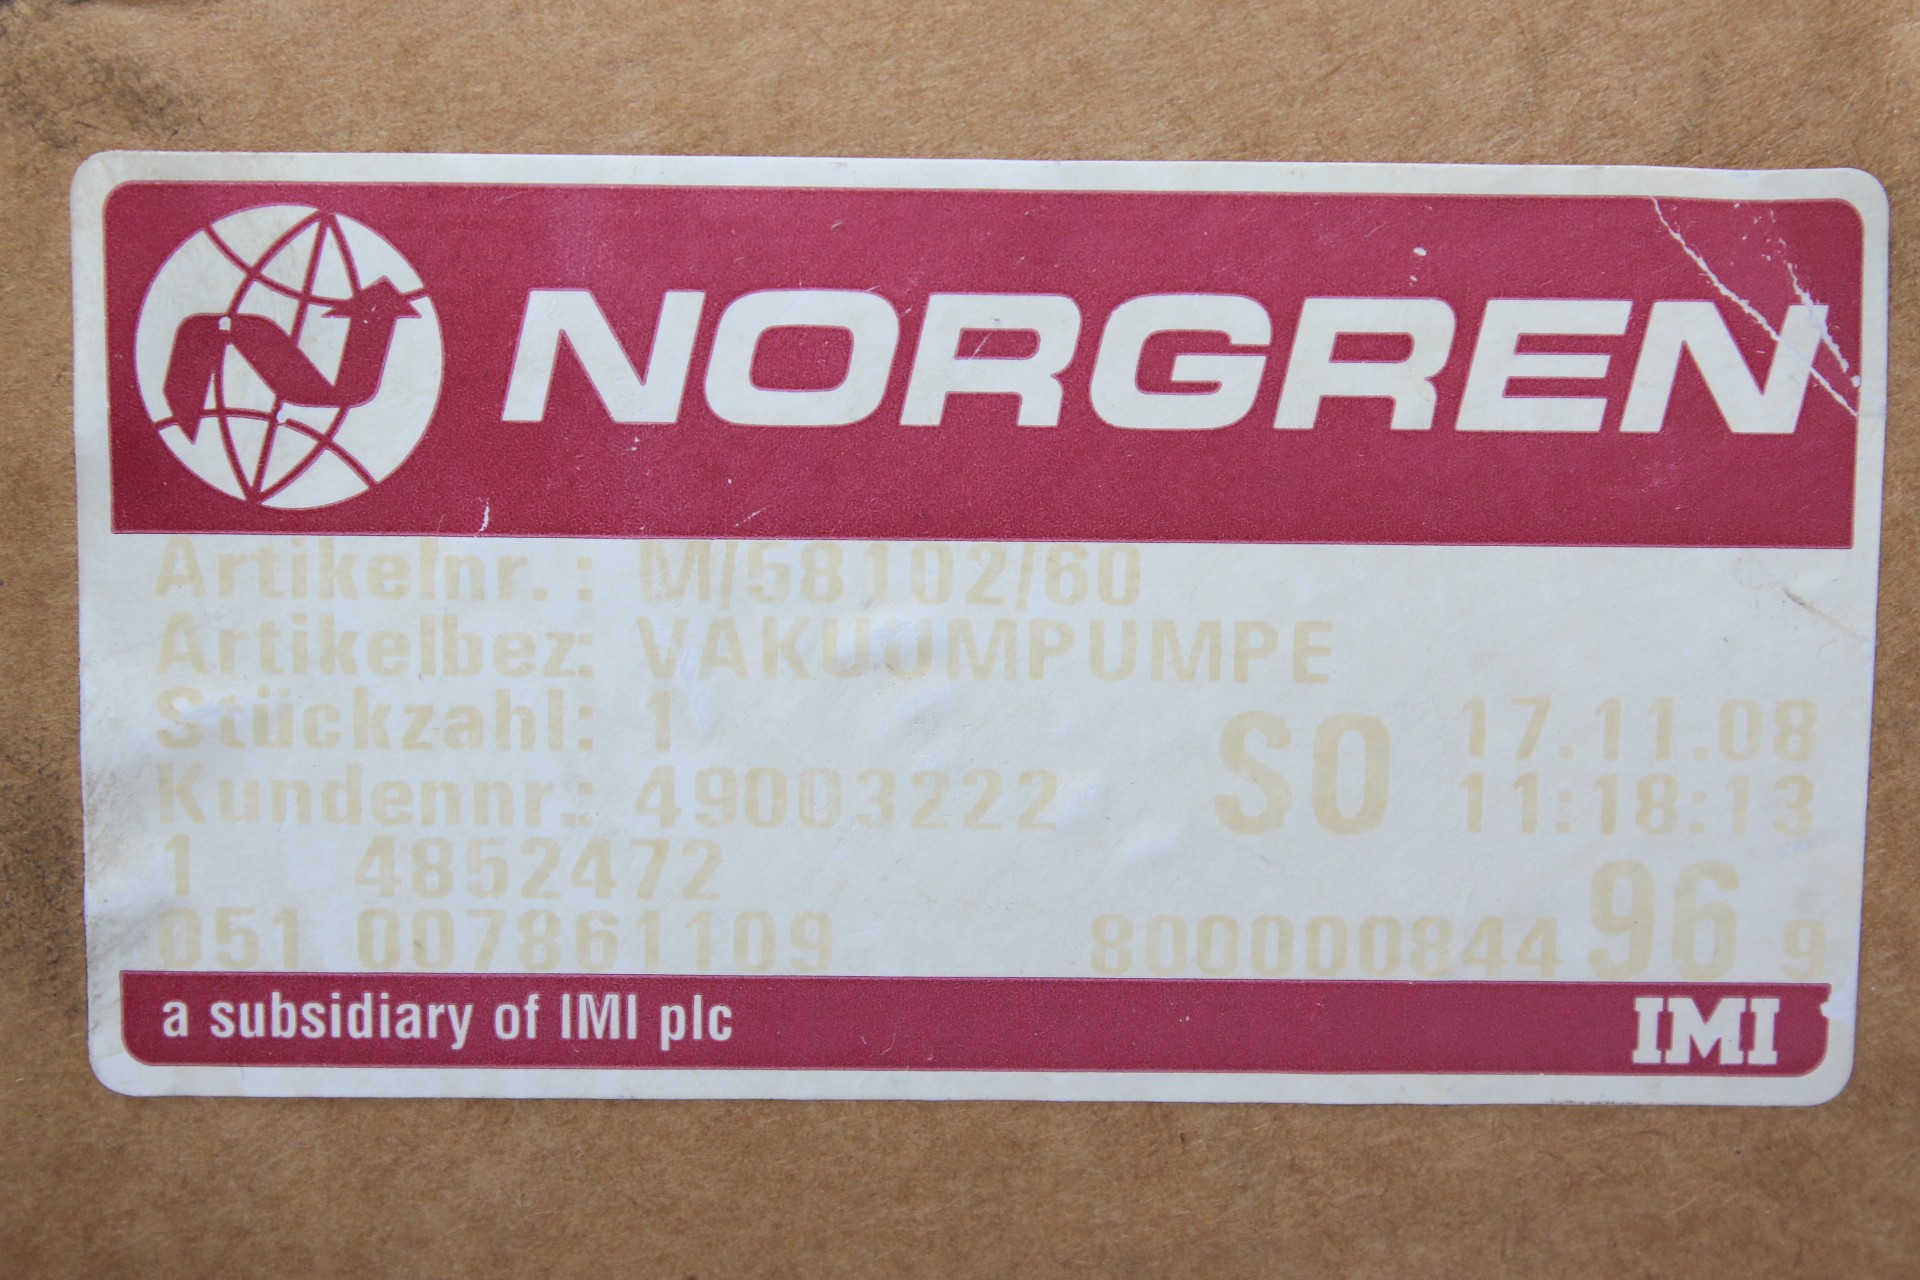 NORGREN
Artikelnr. : M/58102/60
Artikelbez: VAKUUMPUMPE
Stückzahl: 1
SO 17.11.08
Kundennr.: 49003222
11:18:13
1 4852472
96
051 007861109 800000844 9
a subsidiary of IMI plc IMI